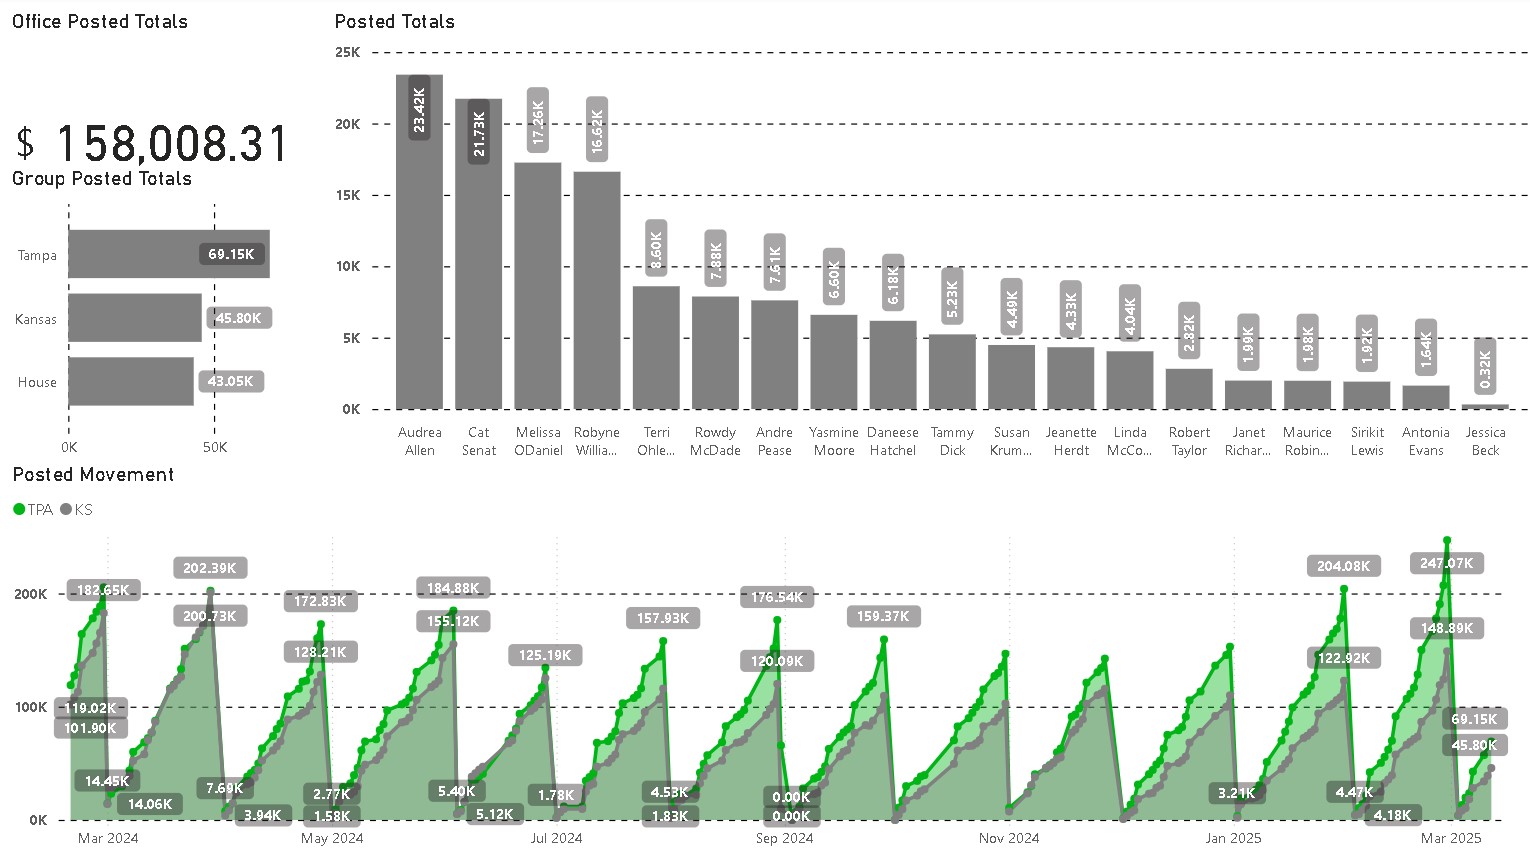 Office Posted Totals
$ 158,008.31
Group Posted Totals
Tampa 69.15K
Kansas 45.80K
House 43.05K
0K 50K
Posted Totals
25K
20K
15K
10K
5K
0K
23.42K
21.73K
17.26K
16.62K
8.60K
7.88K
7.61K
6.60K
6.18K
5.23K
4.49K
4.33K
4.04K
2.82K
1.99K
1.98K
1.92K
1.64K
0.32K
Audrea Allen
Cat Senat
Melissa ODaniel
Robyne Willia...
Terri Ohle...
Rowdy McDade
Andre Pease
Yasmine Moore
Daneese Hatchel
Tammy Dick
Susan Krum...
Jeanette Herdt
Linda McCo...
Robert Taylor
Janet Richar...
Maurice Robin...
Sirikit Lewis
Antonia Evans
Jessica Beck
Posted Movement
TPA KS
200K
100K
0K
182.65K
119.02K
101.90K
14.45K
14.06K
202.39K
200.73K
7.69K
3.94K
172.83K
128.21K
2.77K
1.58K
184.88K
155.12K
5.40K
5.12K
125.19K
1.78K
157.93K
4.53K
1.83K
176.54K
120.09K
0.00K
0.00K
159.37K
3.21K
204.08K
122.92K
4.47K
4.18K
247.07K
148.89K
69.15K
45.80K
Mar 2024 May 2024 Jul 2024 Sep 2024 Nov 2024 Jan 2025 Mar 2025